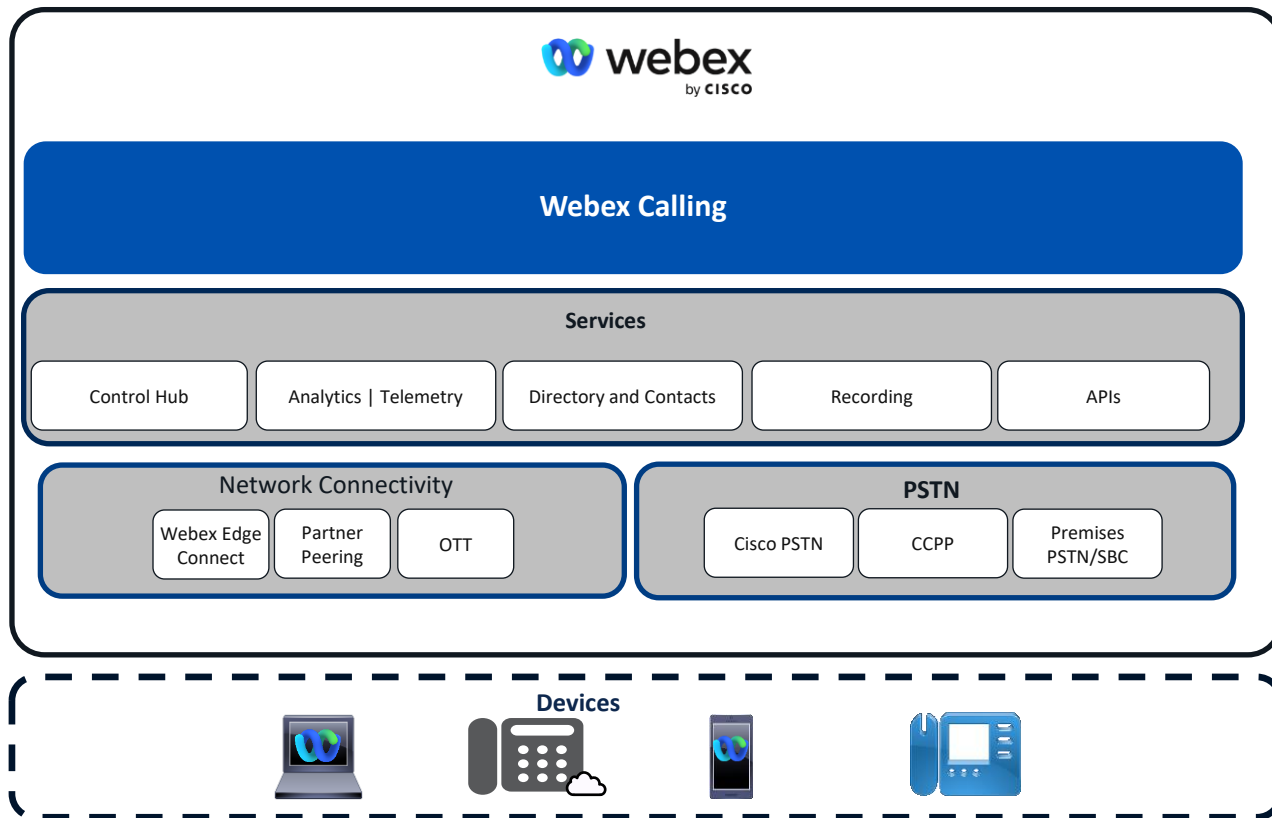 webex
by CISCO
Webex Calling
Services
Control Hub
Analytics | Telemetry
Directory and Contacts
Recording
APIs
Network Connectivity
Webex Edge
Connect
Partner
Peering
OTT
PSTN
Cisco PSTN
CCPP
Premises
PSTN/SBC
Devices